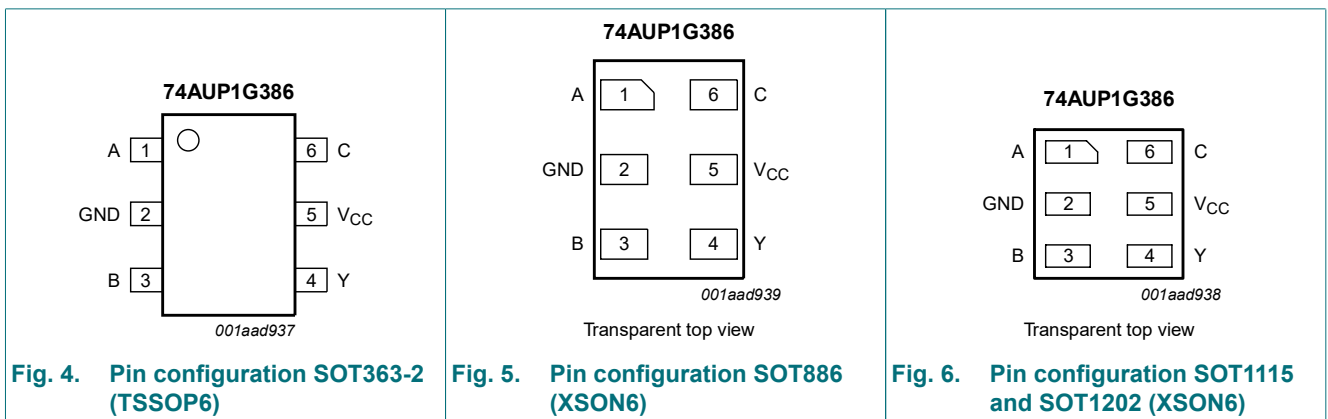 74AUP1G386
A 1 6 C
GND 2 5 VCC
B 3 4 Y
001aad937
Fig. 4. Pin configuration SOT363-2
(TSSOP6)
74AUP1G386
A 1 6 C
GND 2 5 VCC
B 3 4 Y
001aad939
Transparent top view
Fig. 5. Pin configuration SOT886
(XSON6)
74AUP1G386
A 1 6 C
GND 2 5 VCC
B 3 4 Y
001aad938
Transparent top view
Fig. 6. Pin configuration SOT1115
and SOT1202 (XSON6)